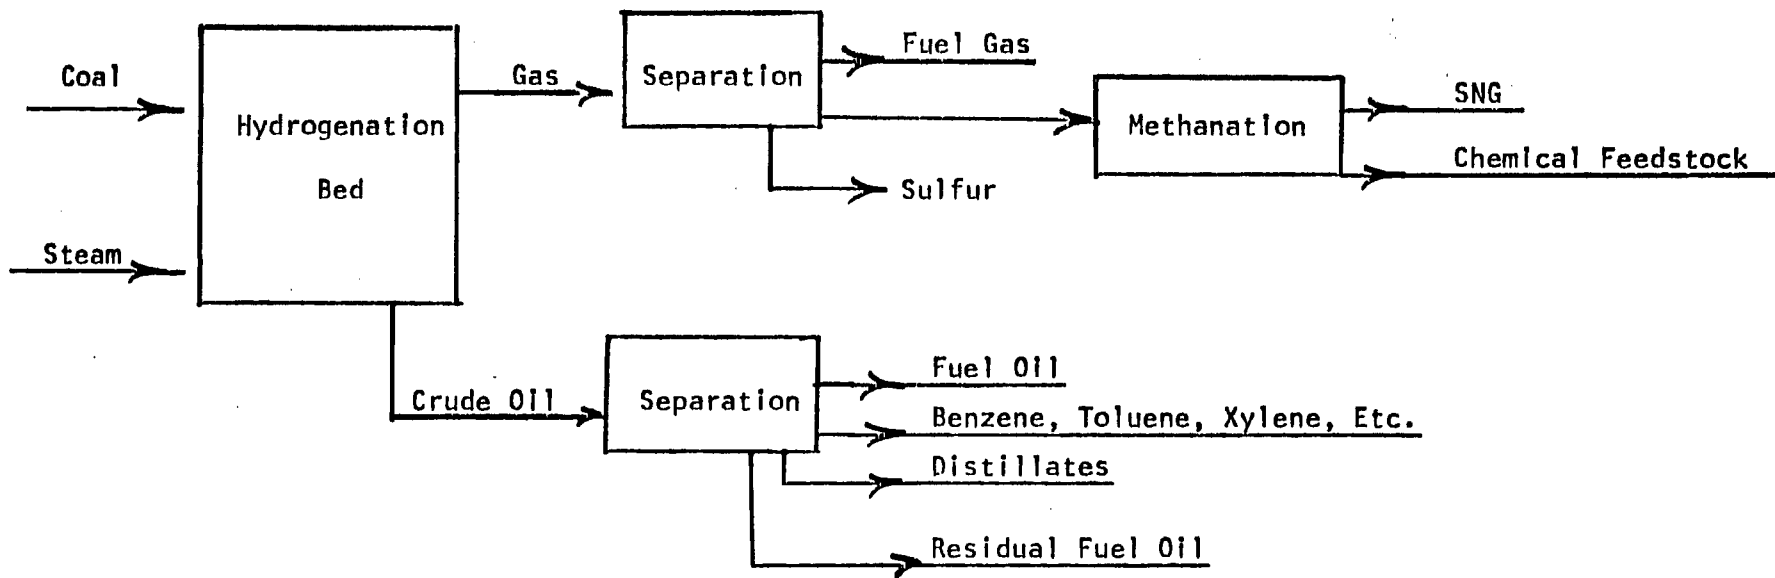 Coal
Steam
Hydrogenation
Bed
Gas
Separation
Fuel Gas
Sulfur
Methanation
SNG
Chemical Feedstock
Crude Oil
Separation
Fuel Oil
Benzene, Toluene, Xylene, Etc.
Distillates
Residual Fuel Oil